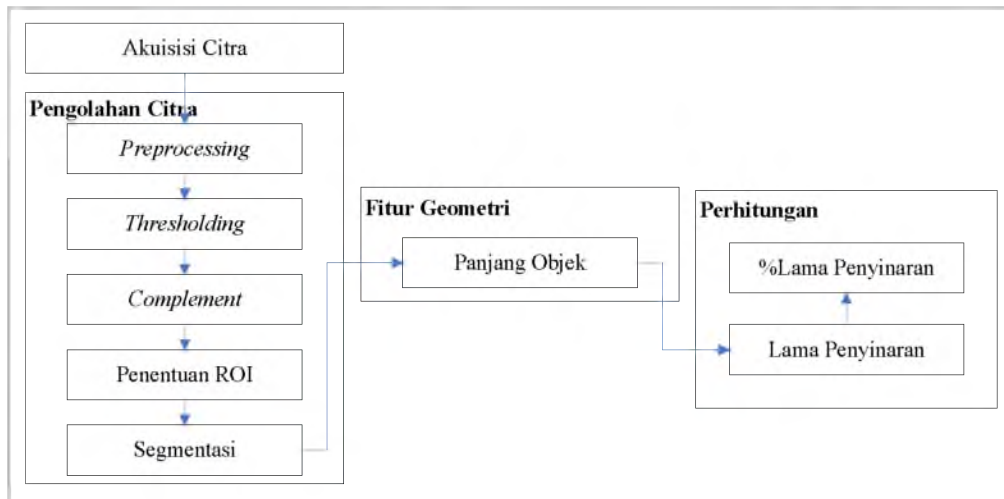 Akuisisi Citra
Pengolahan Citra
Preprocessing
Thresholding
Complement
Penentuan ROI
Segmentasi
Fitur Geometri
Panjang Objek
Perhitungan
%Lama Penyinaran
Lama Penyinaran